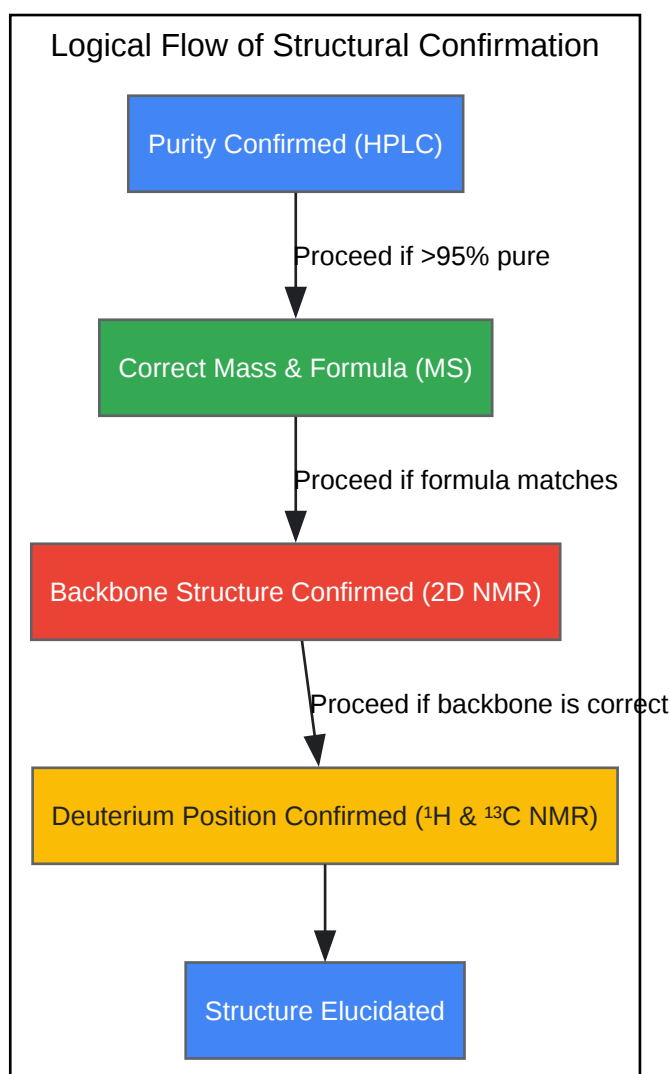 Logical Flow of Structural Confirmation
Purity Confirmed (HPLC)
Proceed if >95% pure
Correct Mass & Formula (MS)
Proceed if formula matches
Backbone Structure Confirmed (2D NMR)
Proceed if backbone is correct
Deuterium Position Confirmed (¹H & ¹³C NMR)
Structure Elucidated